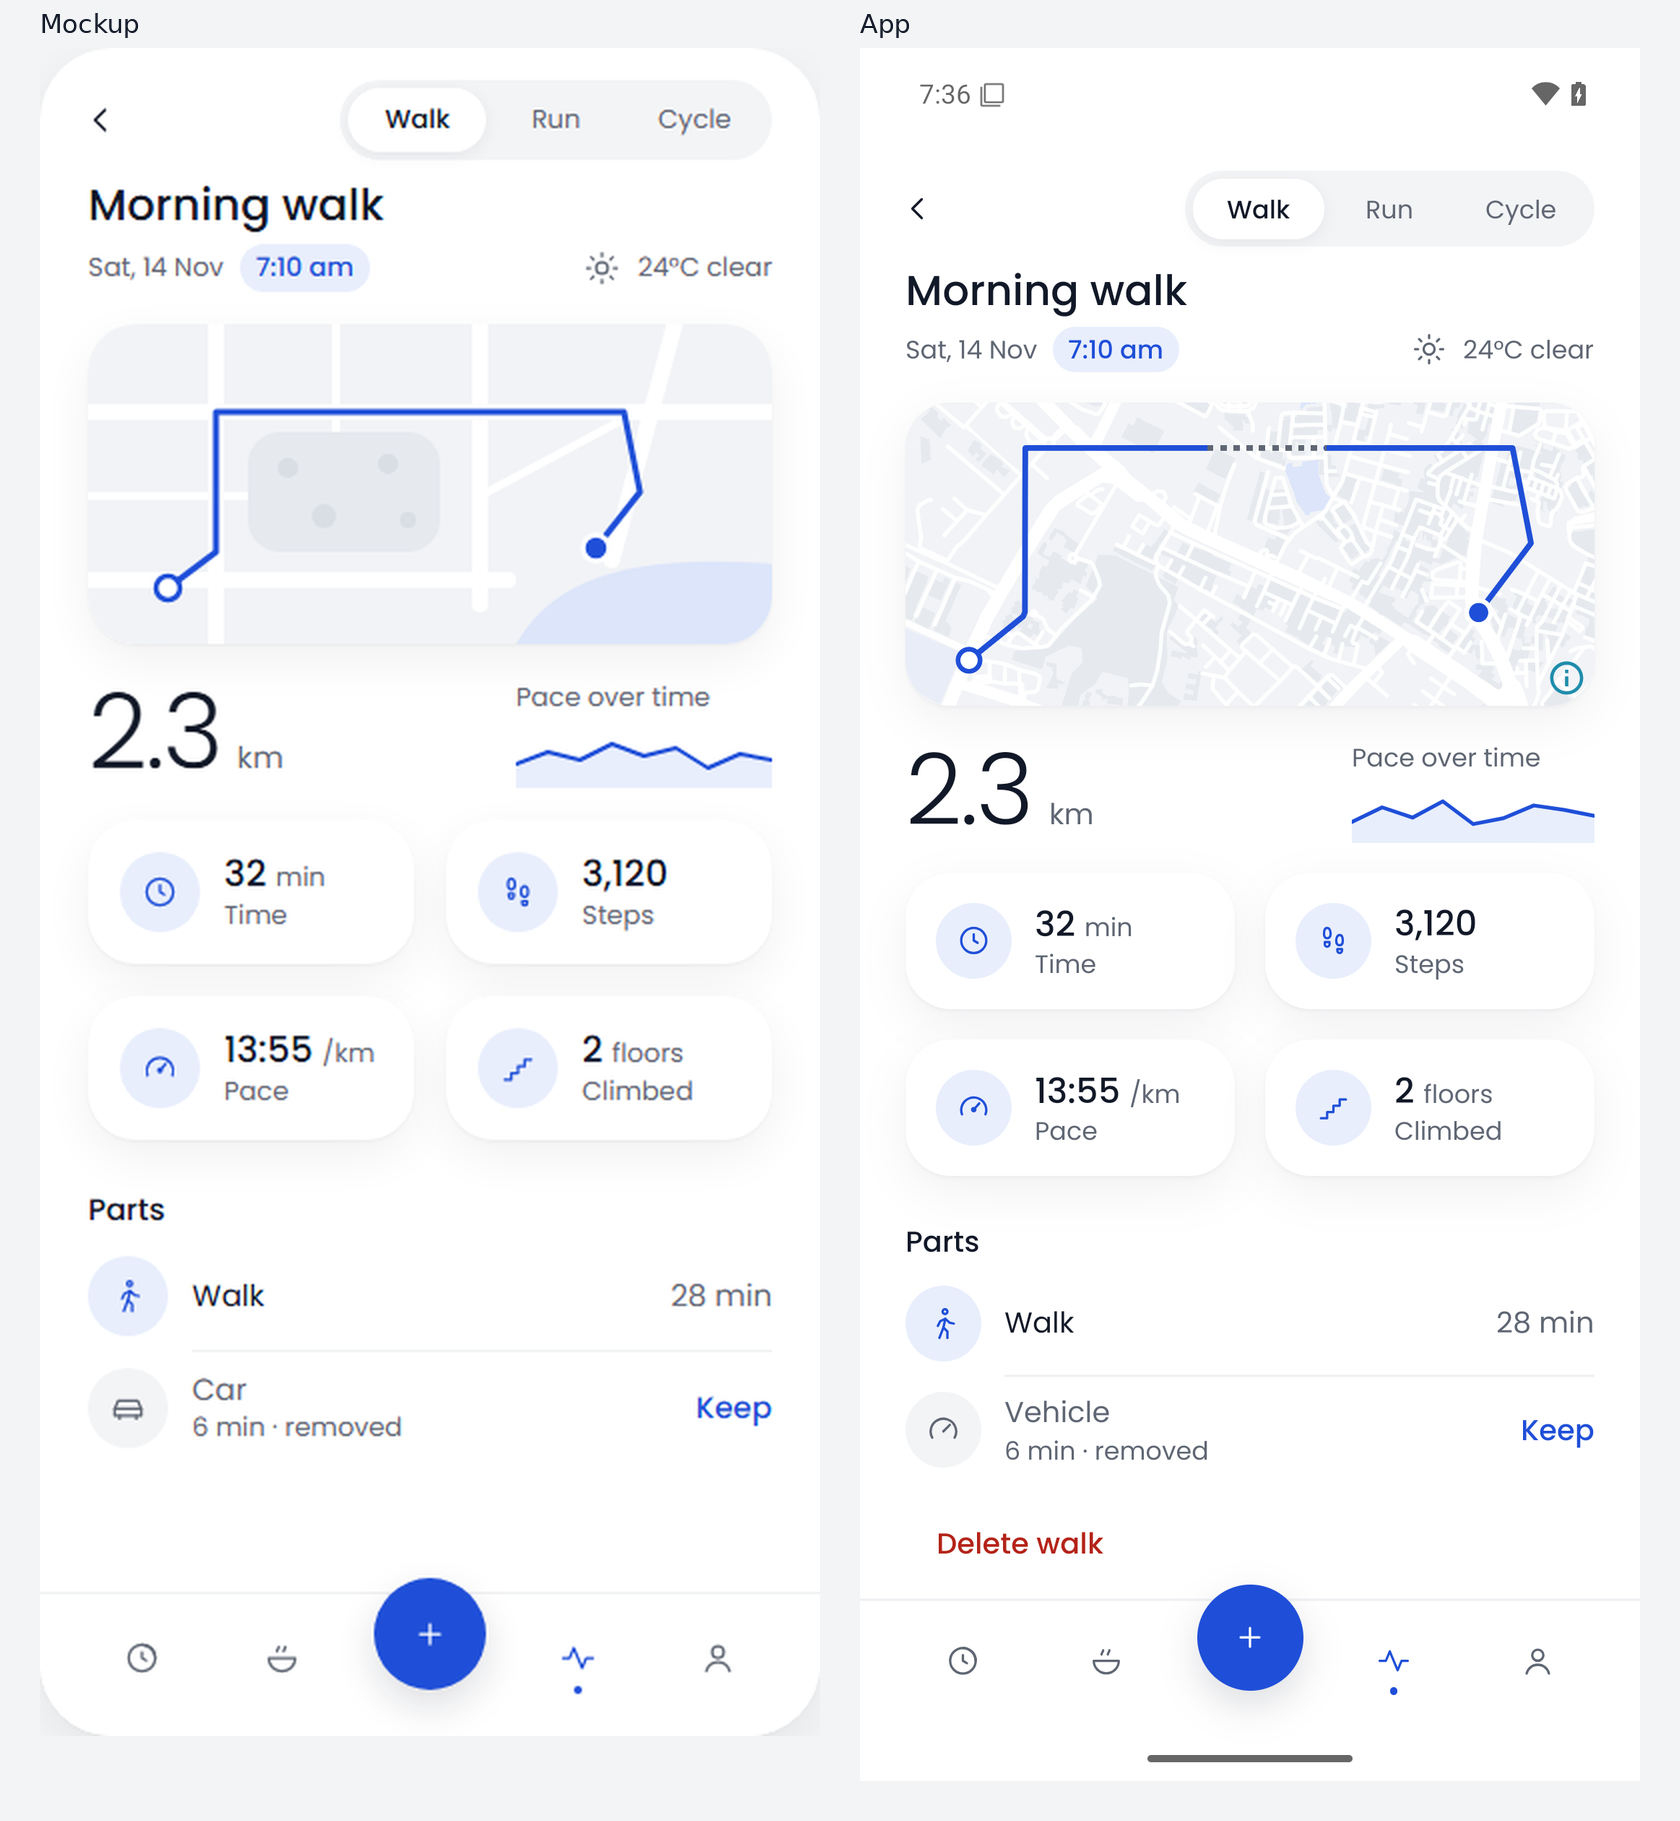 Mockup
Walk Run Cycle
Morning walk
Sat, 14 Nov 7:10 am 24°C clear
2.3 km
Pace over time
32 min
Time
3,120
Steps
13:55 /km
Pace
2 floors
Climbed
Parts
Walk 28 min
Car
6 min · removed
Keep
App
7:36
Walk Run Cycle
Morning walk
Sat, 14 Nov 7:10 am 24°C clear
2.3 km
Pace over time
32 min
Time
3,120
Steps
13:55 /km
Pace
2 floors
Climbed
Parts
Walk 28 min
Vehicle
6 min · removed
Keep
Delete walk